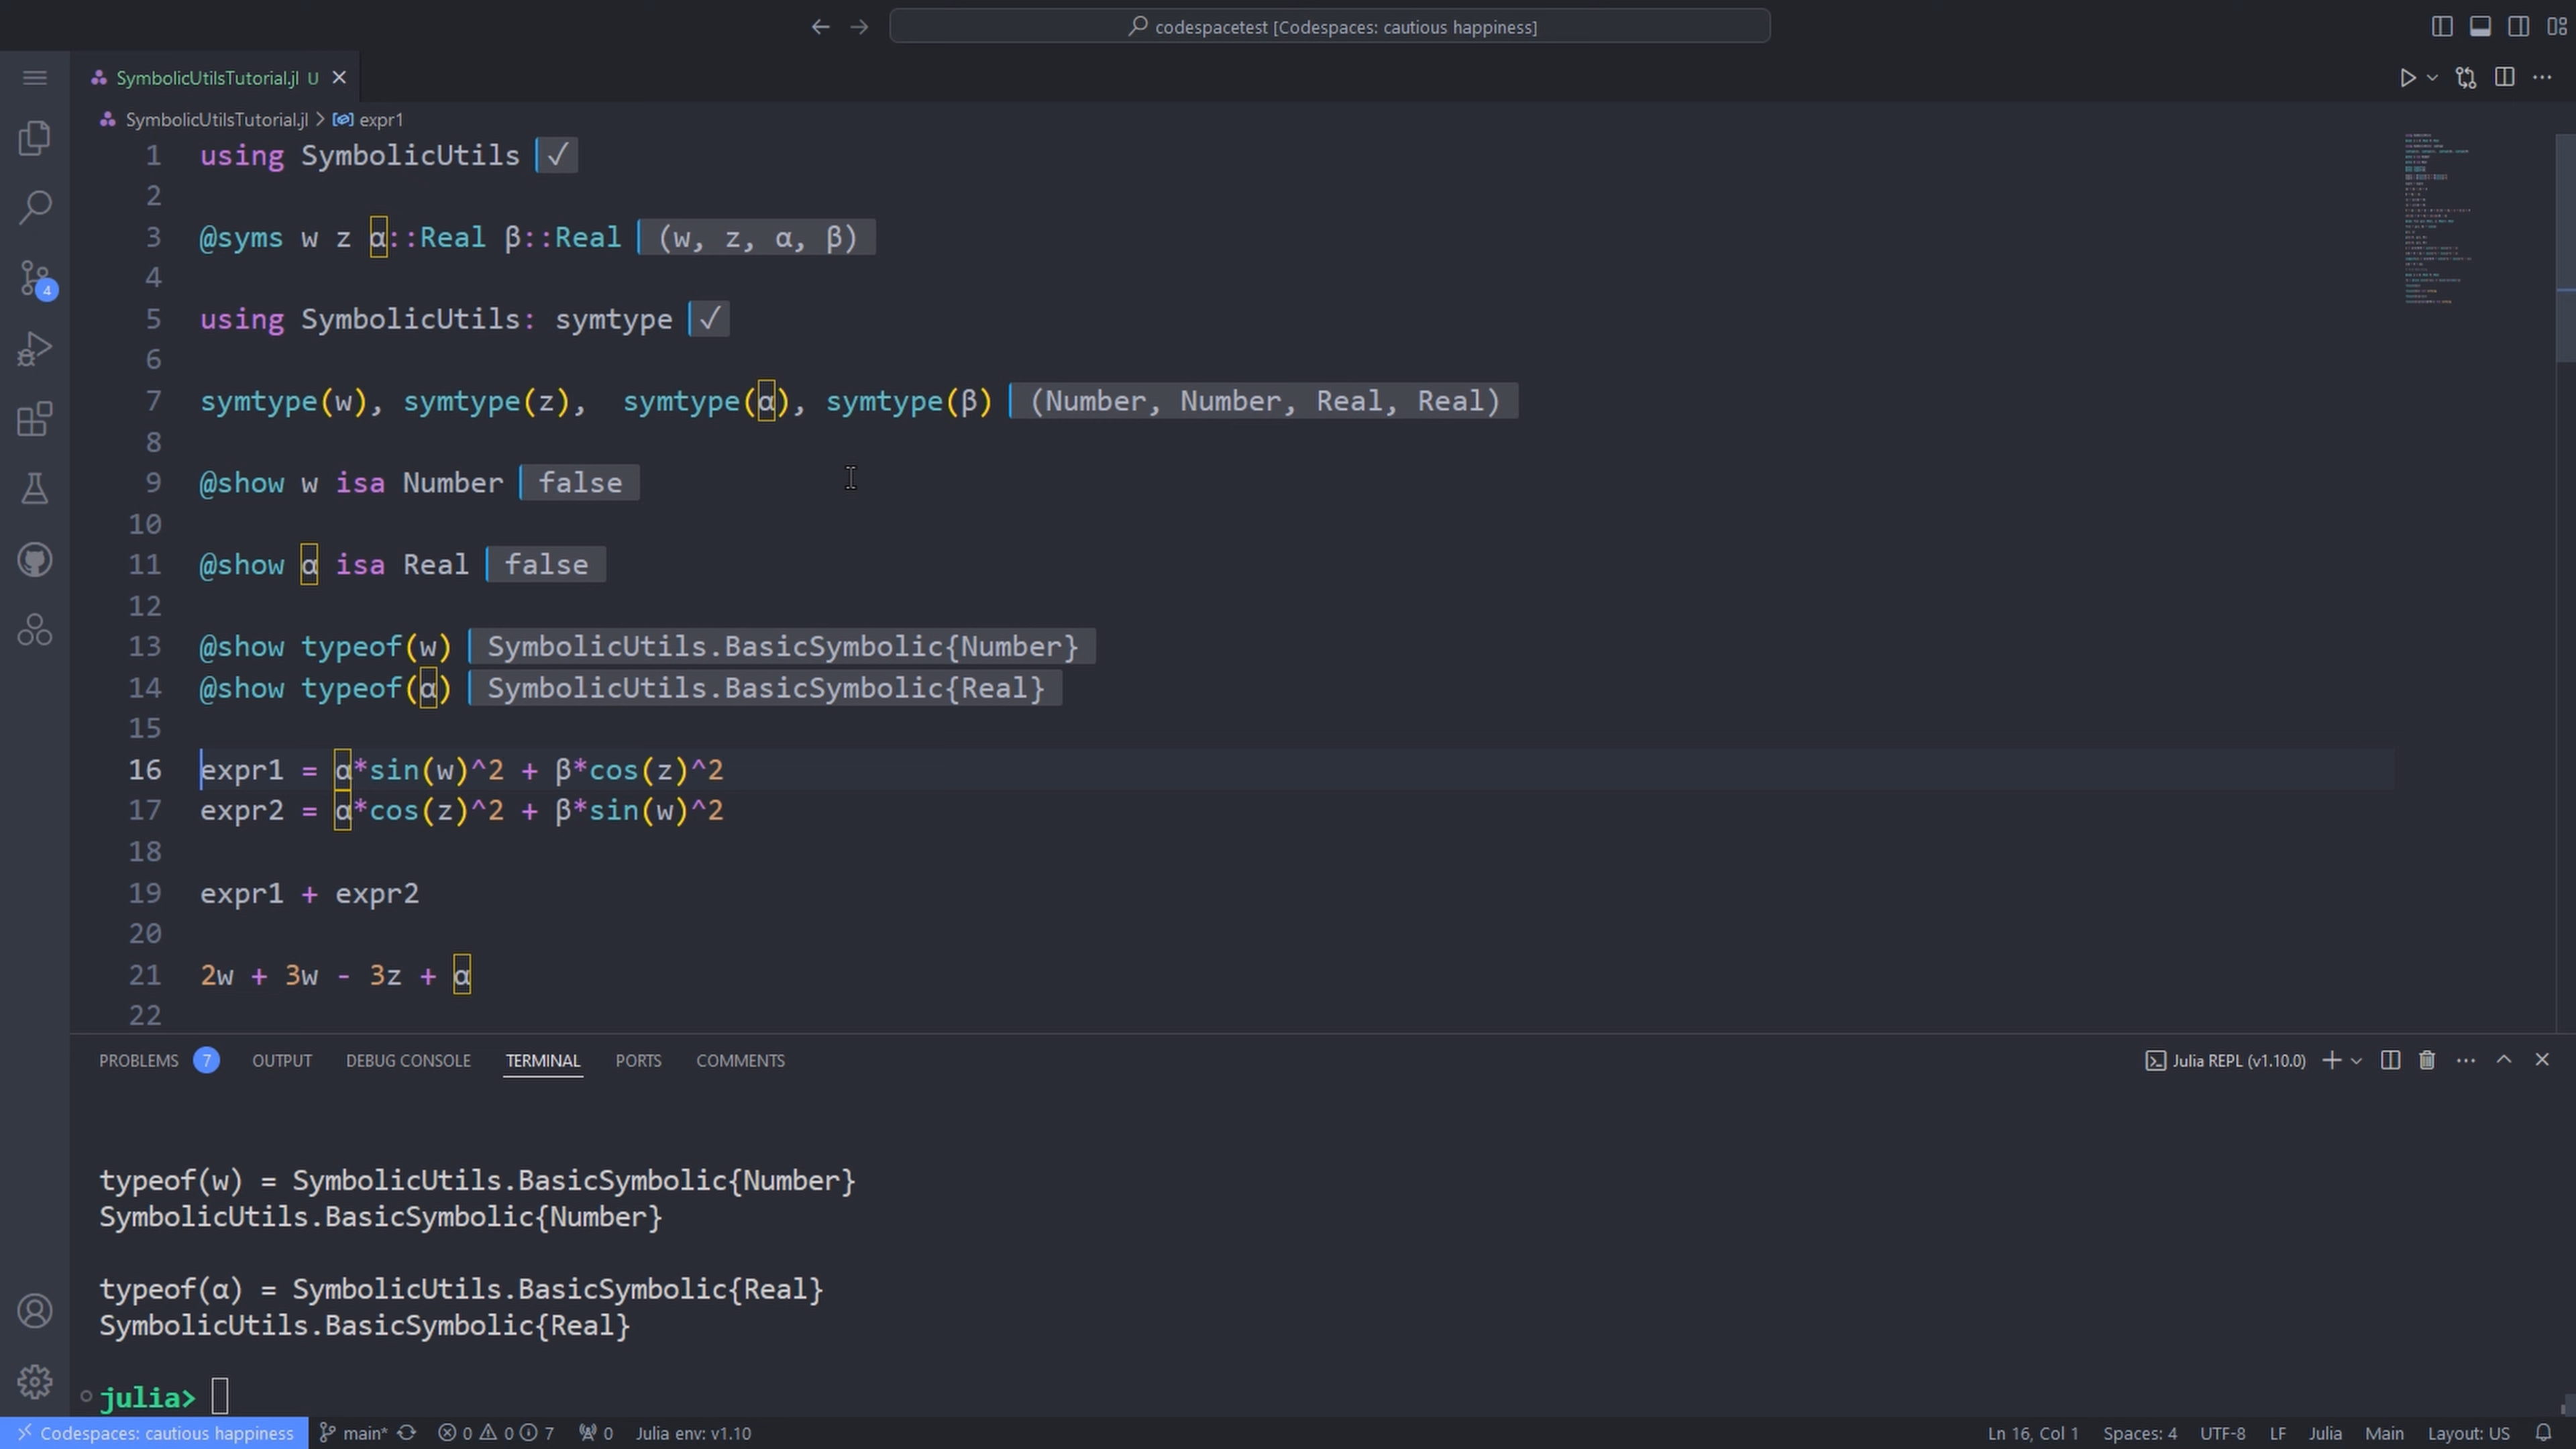 codespacetest [Codespaces: cautious happiness]
SymbolicUtilsTutorial.jl U
SymbolicUtilsTutorial.jl > expr1
1 using SymbolicUtils ✓
2
3 @syms w z α::Real β::Real (w, z, α, β)
4
5 using SymbolicUtils: symtype ✓
6
7 symtype(w), symtype(z),  symtype(α), symtype(β) (Number, Number, Real, Real)
8
9 @show w isa Number false
10
11 @show α isa Real false
12
13 @show typeof(w) SymbolicUtils.BasicSymbolic{Number}
14 @show typeof(α) SymbolicUtils.BasicSymbolic{Real}
15
16 expr1 = α*sin(w)^2 + β*cos(z)^2
17 expr2 = α*cos(z)^2 + β*sin(w)^2
18
19 expr1 + expr2
20
21 2w + 3w - 3z + α
22
4
PROBLEMS 7 OUTPUT DEBUG CONSOLE TERMINAL PORTS COMMENTS Julia REPL (v1.10.0)
typeof(w) = SymbolicUtils.BasicSymbolic{Number}
SymbolicUtils.BasicSymbolic{Number}
typeof(α) = SymbolicUtils.BasicSymbolic{Real}
SymbolicUtils.BasicSymbolic{Real}
julia>
Codespaces: cautious happiness main* 0 0 7 0 Julia env: v1.10 Ln 16, Col 1 Spaces: 4 UTF-8 LF Julia Main Layout: US